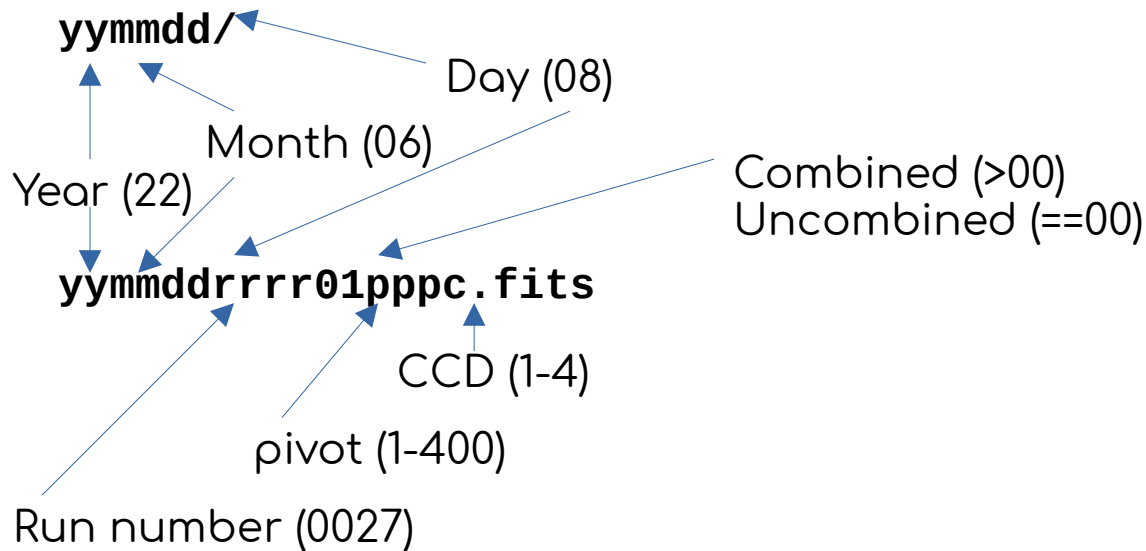 yymmdd/
Day (08)
Month (06)
Year (22)
Combined (>00)
Uncombined (==00)
yymmddrrrr01pppc.fits
CCD (1-4)
pivot (1-400)
Run number (0027)